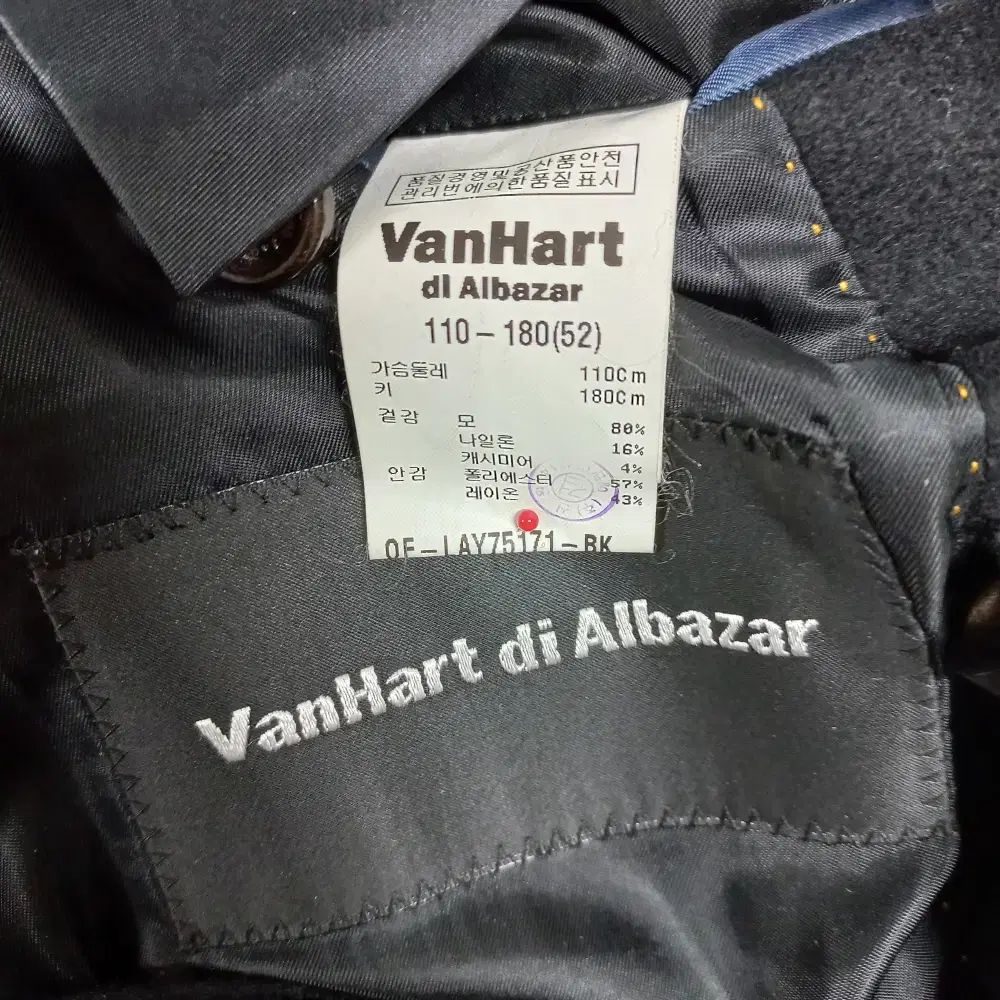 품질경영및공산품안전
관리번에의한품질표시
VanHart
di Albazar
110-180(52)
가슴둘레 110Cm
키 180Cm
겉감 모 80%
나일론 16%
캐시미어 4%
안감 폴리에스터 57%
레이온 43%
OF-LAY75171-BK
VanHart di Albazar